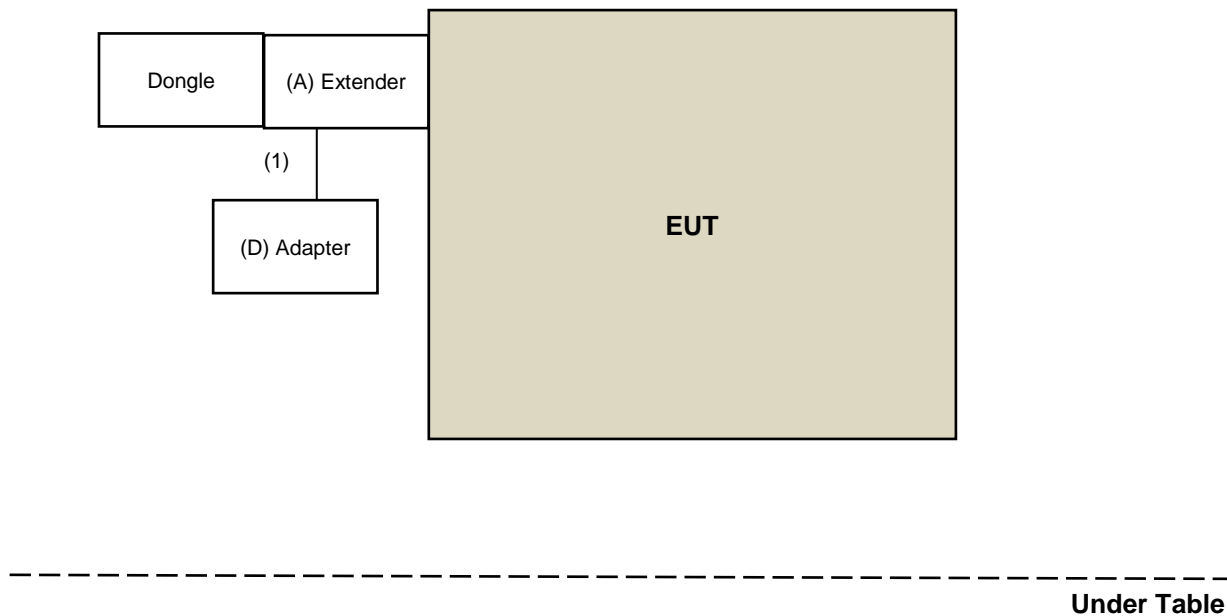 Dongle
(A) Extender
(1)
(D) Adapter
EUT
Under Table